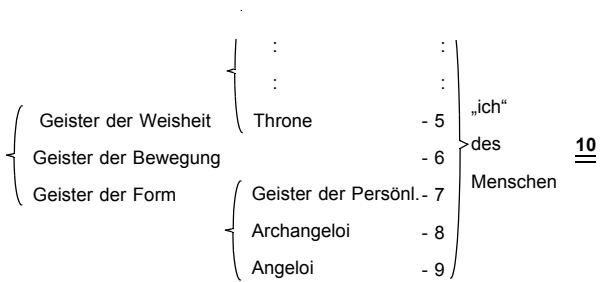 : :
: :
Geister der Weisheit Throne - 5 „ich“
Geister der Bewegung - 6 des 10
Geister der Form Geister der Persönl. - 7 Menschen
Archangeloi - 8
Angeloi - 9